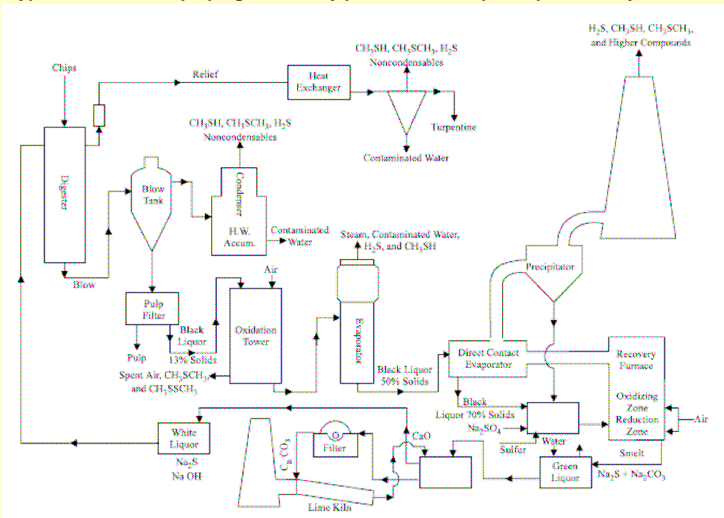 H₂S, CH₃SH, CH₃SCH₃,
and Higher Compounds
CH₃SH, CH₃SCH₃, H₂S
Noncondensables
Chips
Relief
Heat
Exchanger
Turpentine
Contaminated Water
CH₃SH, CH₃SCH₃, H₂S
Noncondensables
Digester
Blow
Tank
Condenser
H.W.
Accum.
Contaminated
Water
Steam, Contaminated Water,
H₂S, and CH₃SH
Precipitator
Blow
Air
Pulp
Filter
Black
Liquor
13% Solids
Pulp
Oxidation
Tower
Evaporator
Spent Air, CH₃SCH₃,
and CH₃SSCH₃
Black Liquor
50% Solids
Direct Contact
Evaporator
Recovery
Furnace
Oxidizing
Zone
Reduction
Zone
Air
Black
Liquor 70% Solids
Na₂SO₄
Sulfur
Water
Smelt
White
Liquor
Na₂S
Na OH
CaCO₃
Filter
CaO
Green
Liquor
Na₂S + Na₂CO₃
Lime Kiln